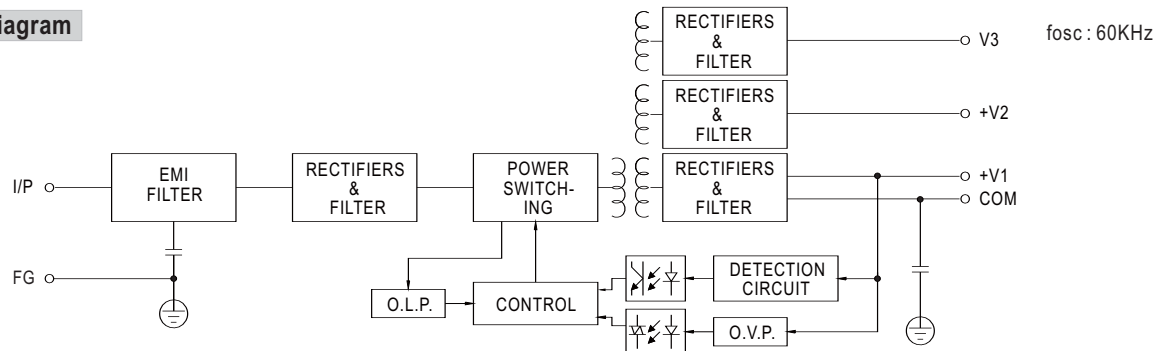 iagram
RECTIFIERS
&
FILTER
V3
fosc : 60KHz
RECTIFIERS
&
FILTER
+V2
I/P
EMI
FILTER
RECTIFIERS
&
FILTER
POWER
SWITCH-
ING
RECTIFIERS
&
FILTER
+V1
COM
FG
O.L.P.
CONTROL
DETECTION
CIRCUIT
O.V.P.